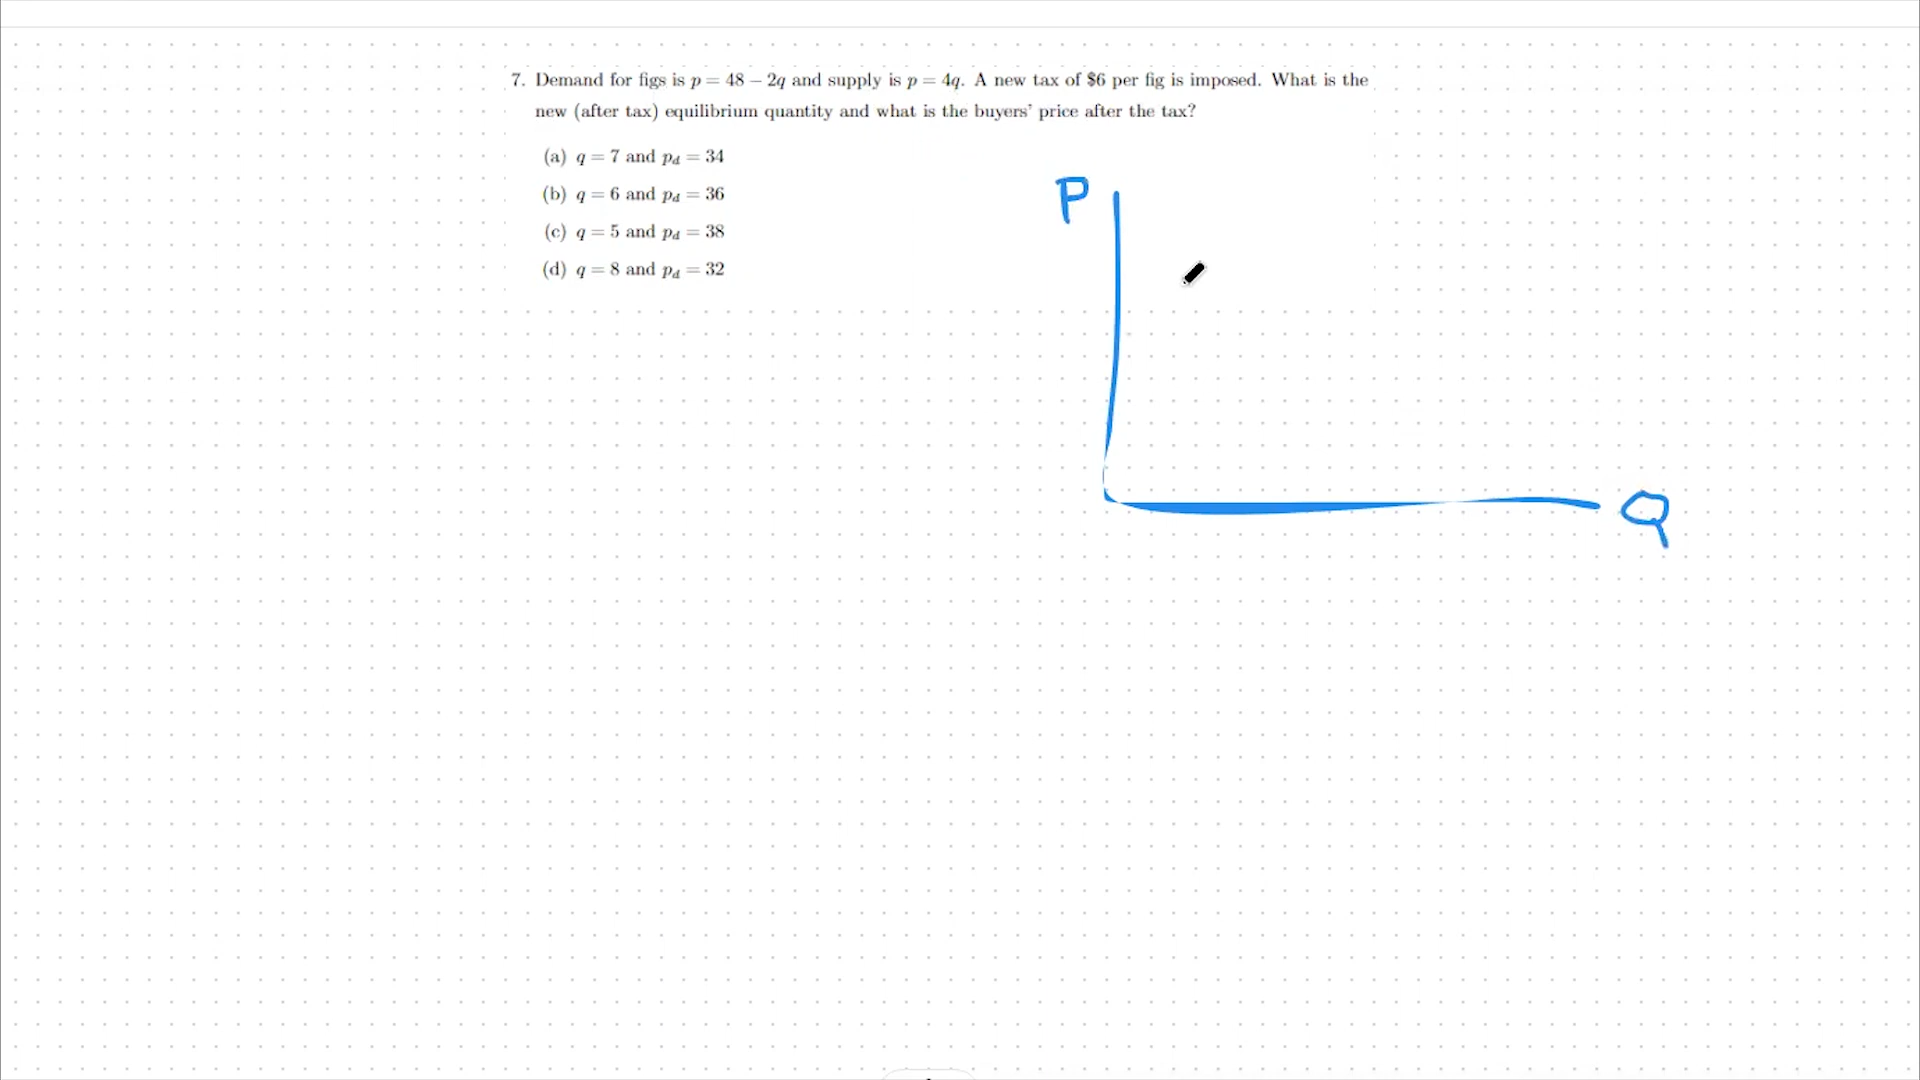 7. Demand for figs is p = 48 − 2q and supply is p = 4q. A new tax of $6 per fig is imposed. What is the
new (after tax) equilibrium quantity and what is the buyers' price after the tax?
(a) q = 7 and p_d = 34
(b) q = 6 and p_d = 36
(c) q = 5 and p_d = 38
(d) q = 8 and p_d = 32
P
Q